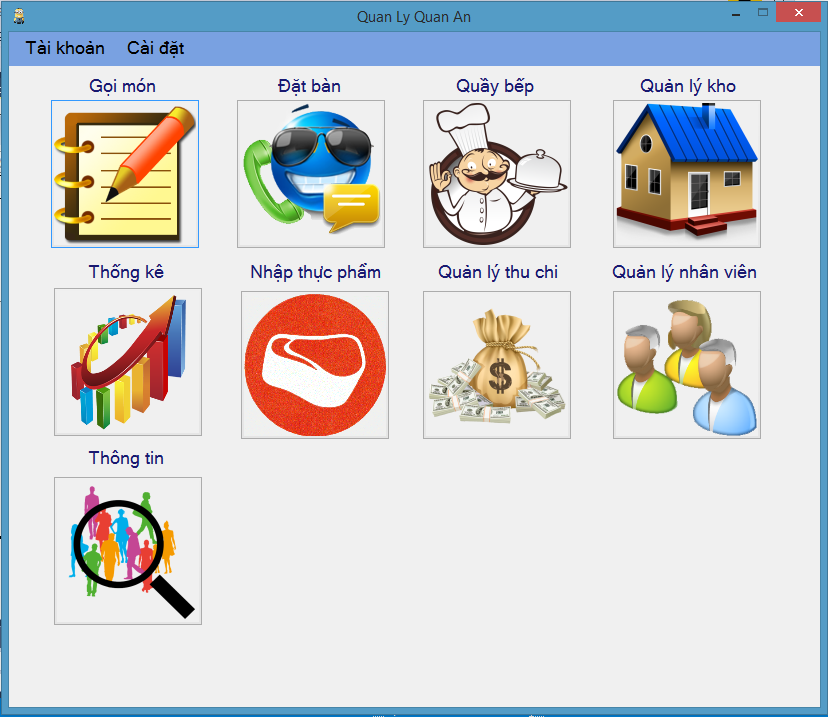 Quan Ly Quan An
Tài khoản Cài đặt
Gọi món Đặt bàn Quầy bếp Quản lý kho
Thống kê Nhập thực phẩm Quản lý thu chi Quản lý nhân viên
$
Thông tin